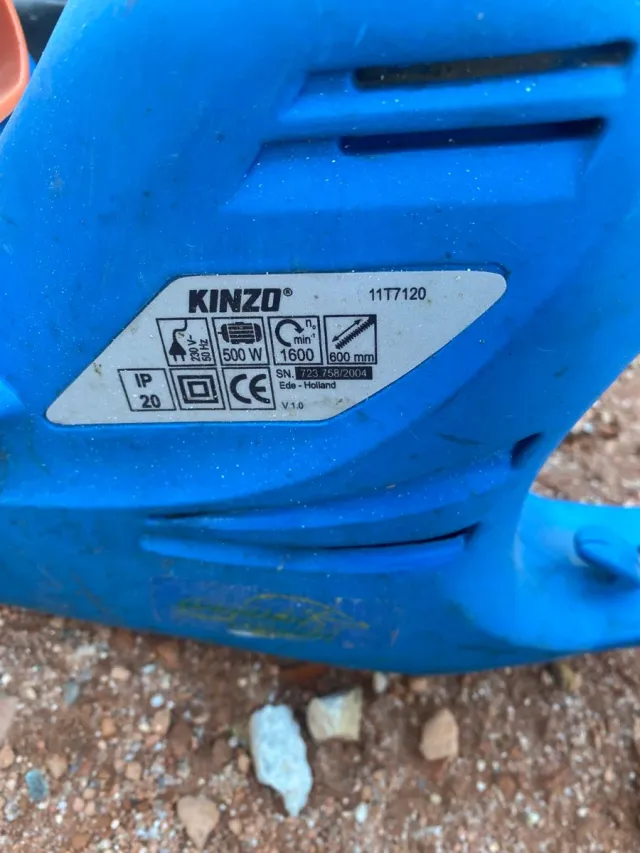 KINZO® 11T7120
230 V~ 50 Hz
500 W
n₀ min⁻¹ 1600
600 mm
IP 20
CE
SN. 723.758/2004
Ede - Holland
V.1.0